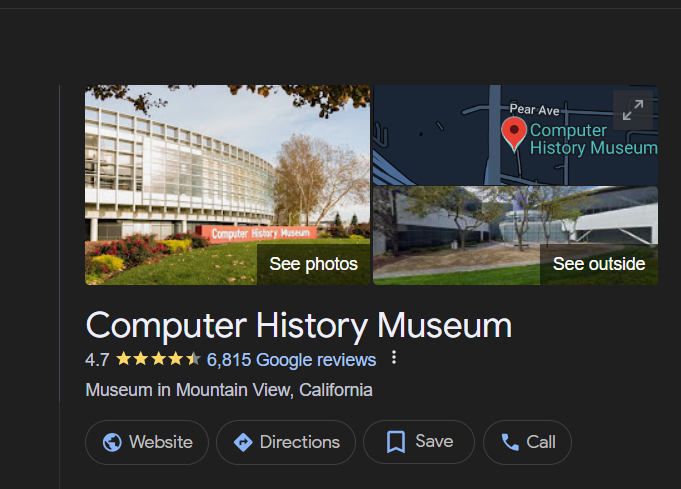 Pear Ave
Computer
History Museum
Computer History Museum
See photos
See outside
Computer History Museum
4.7 6,815 Google reviews
Museum in Mountain View, California
Website Directions Save Call